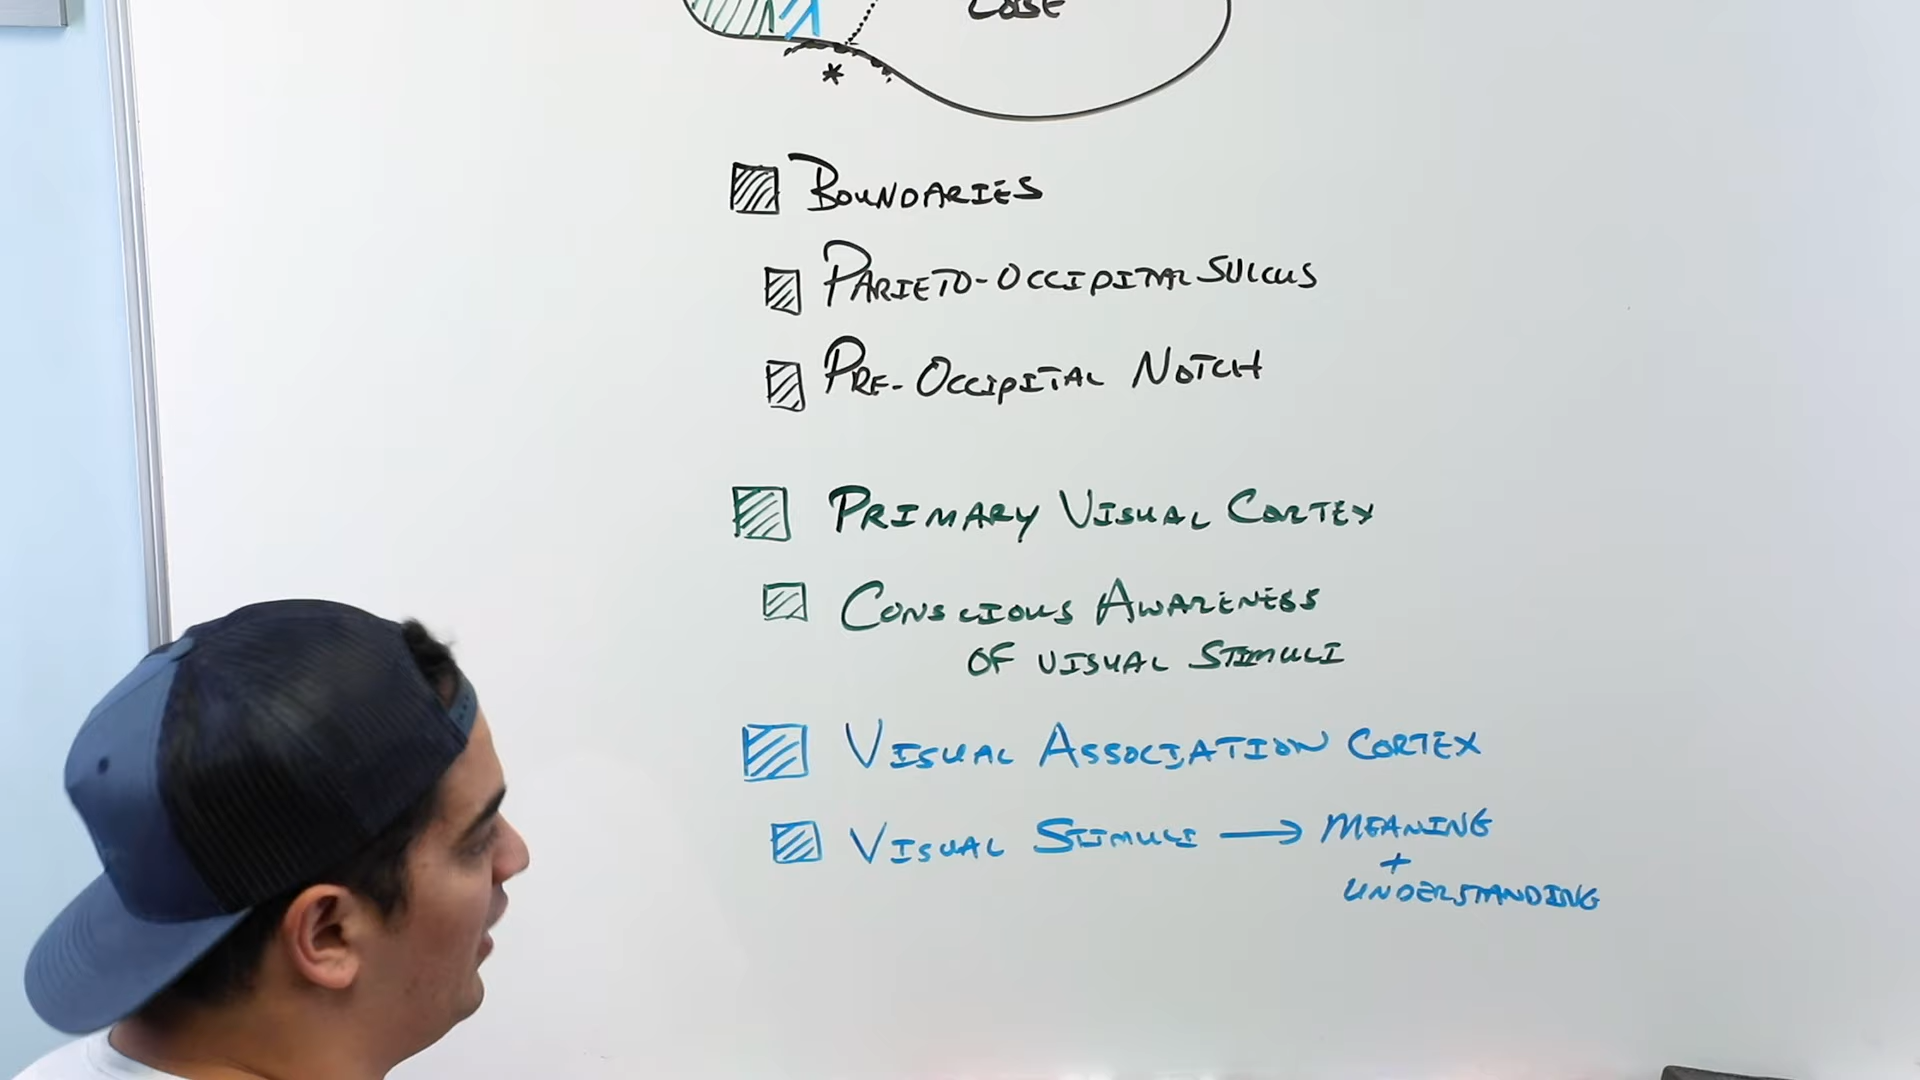 LOBE
*
BOUNDARIES
PARIETO-OCCIPITAL SULCUS
PRE-OCCIPITAL NOTCH
PRIMARY VISUAL CORTEX
CONSCIOUS AWARENESS
OF VISUAL STIMULI
VISUAL ASSOCIATION CORTEX
VISUAL STIMULI → MEANING
+
UNDERSTANDING